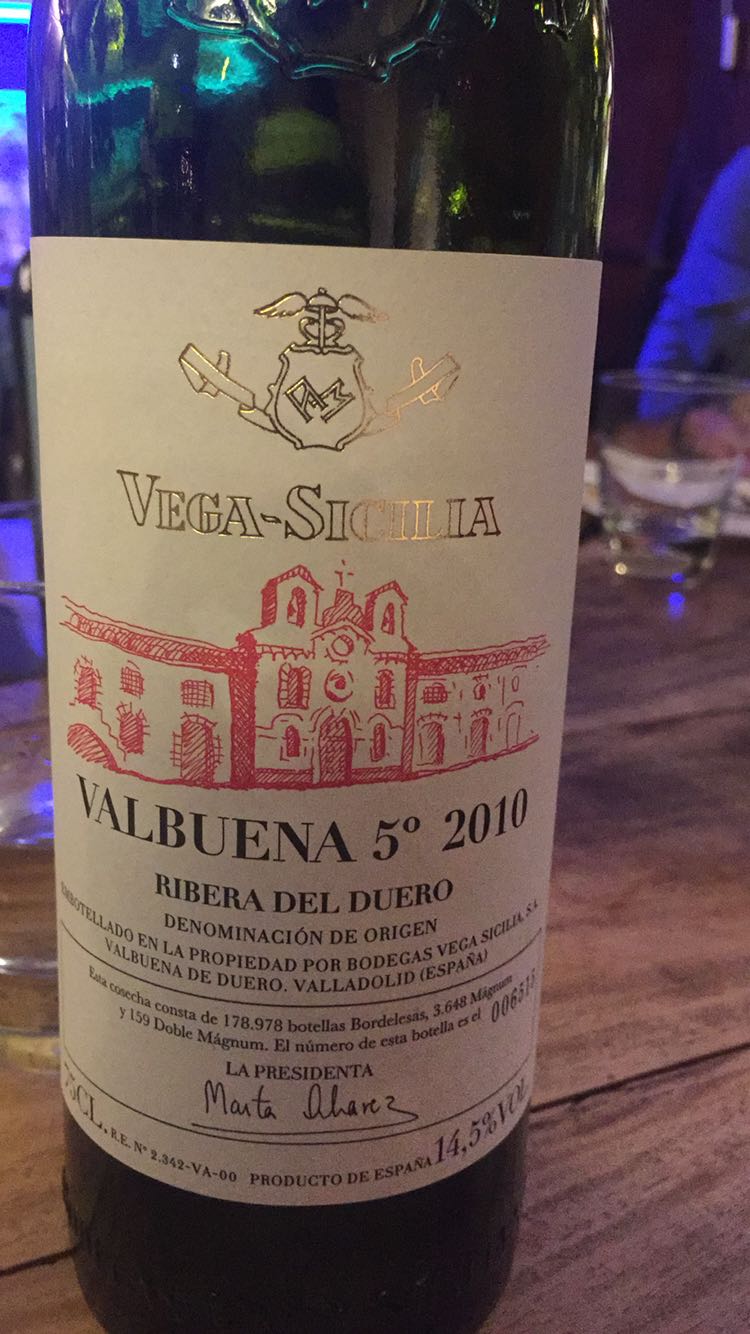 VEGA-SICILIA
VALBUENA 5º 2010
RIBERA DEL DUERO
DENOMINACIÓN DE ORIGEN
EMBOTELLADO EN LA PROPIEDAD POR BODEGAS VEGA SICILIA, S.A.
VALBUENA DE DUERO. VALLADOLID (ESPAÑA)
Esta cosecha consta de 178.978 botellas Bordelesas, 3.648 Mágnum
y 159 Doble Mágnum. El número de esta botella es el 006515
LA PRESIDENTA
Marta Alvarez
75CL. R.E. Nº 2.342-VA-00 PRODUCTO DE ESPAÑA 14,5% VOL